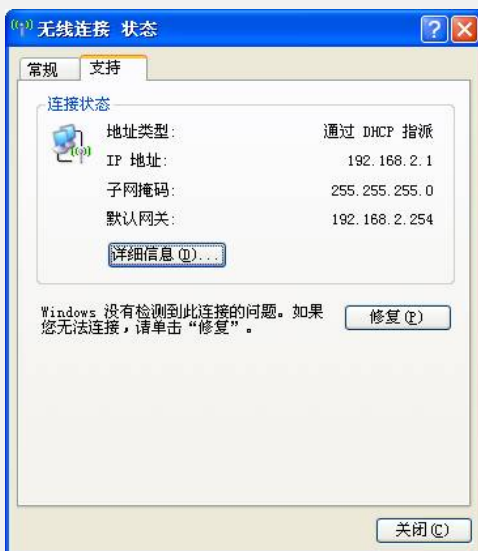 无线连接 状态
常规 支持
连接状态
地址类型: 通过 DHCP 指派
IP 地址: 192.168.2.1
子网掩码: 255.255.255.0
默认网关: 192.168.2.254
详细信息(D)...
Windows 没有检测到此连接的问题。如果
您无法连接，请单击“修复”。
修复(P)
关闭(C)